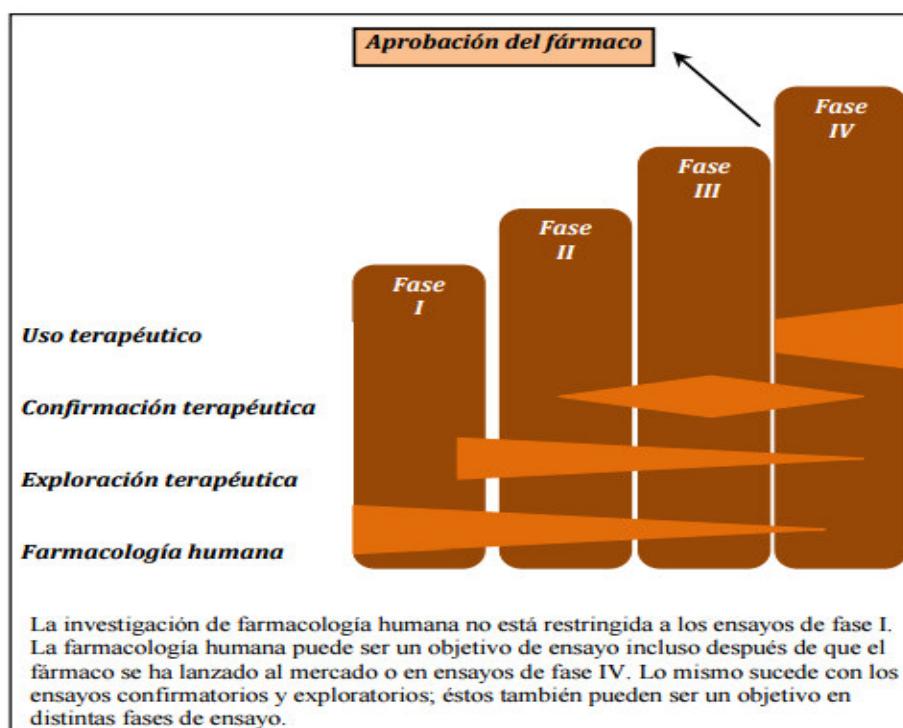 Aprobación del fármaco
Fase
IV
Fase
III
Fase
II
Fase
I
Uso terapéutico
Confirmación terapéutica
Exploración terapéutica
Farmacología humana
La investigación de farmacología humana no está restringida a los ensayos de fase I.
La farmacología humana puede ser un objetivo de ensayo incluso después de que el
fármaco se ha lanzado al mercado o en ensayos de fase IV. Lo mismo sucede con los
ensayos confirmatorios y exploratorios; éstos también pueden ser un objetivo en
distintas fases de ensayo.